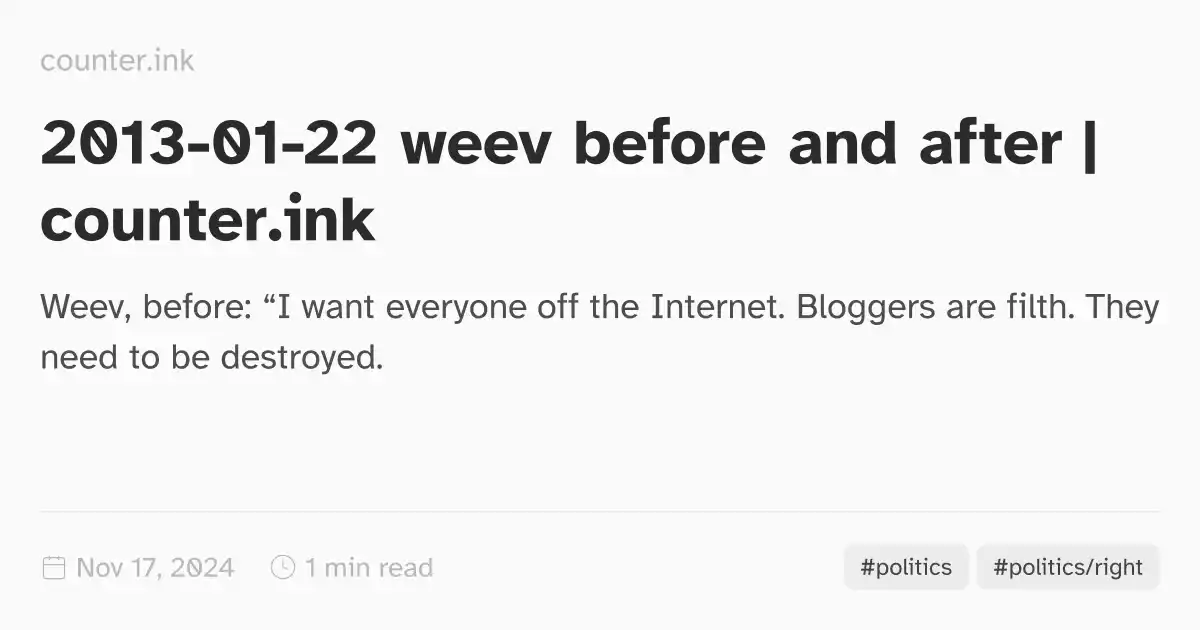 counter.ink
2013-01-22 weev before and after |
counter.ink
Weev, before: “I want everyone off the Internet. Bloggers are filth. They
need to be destroyed.
Nov 17, 2024 1 min read #politics #politics/right